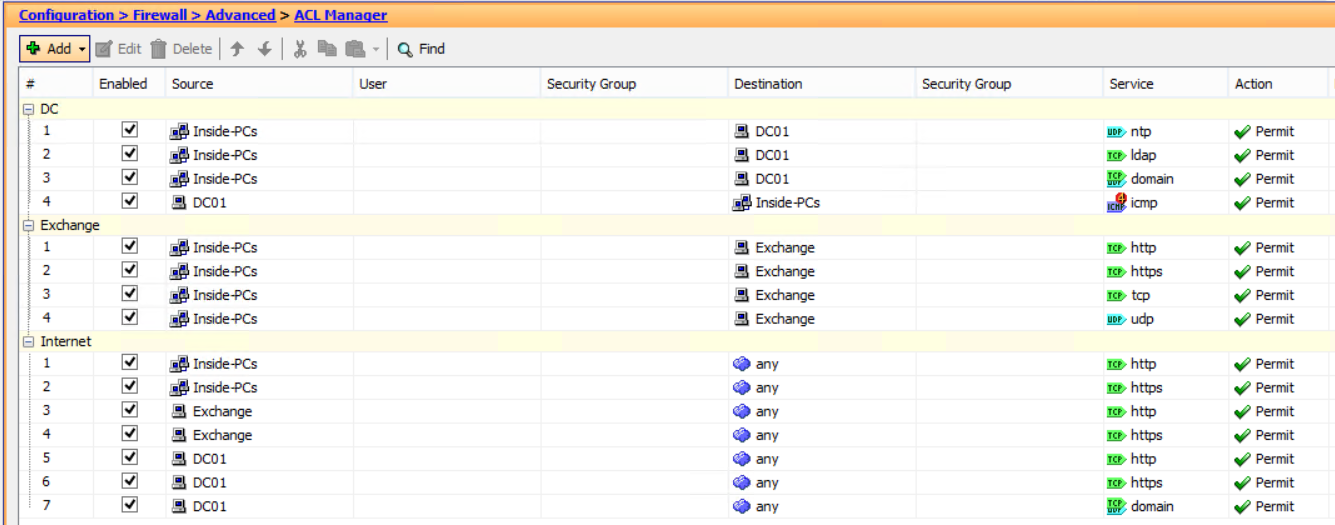 Configuration > Firewall > Advanced > ACL Manager
Add Edit Delete Find
# Enabled Source User Security Group Destination Security Group Service Action
DC
1 Inside-PCs DC01 UDP ntp Permit
2 Inside-PCs DC01 TCP ldap Permit
3 Inside-PCs DC01 TCP UDP domain Permit
4 DC01 Inside-PCs ICMP 4 icmp Permit
Exchange
1 Inside-PCs Exchange TCP http Permit
2 Inside-PCs Exchange TCP https Permit
3 Inside-PCs Exchange TCP tcp Permit
4 Inside-PCs Exchange UDP udp Permit
Internet
1 Inside-PCs any TCP http Permit
2 Inside-PCs any TCP https Permit
3 Exchange any TCP http Permit
4 Exchange any TCP https Permit
5 DC01 any TCP http Permit
6 DC01 any TCP https Permit
7 DC01 any TCP UDP domain Permit